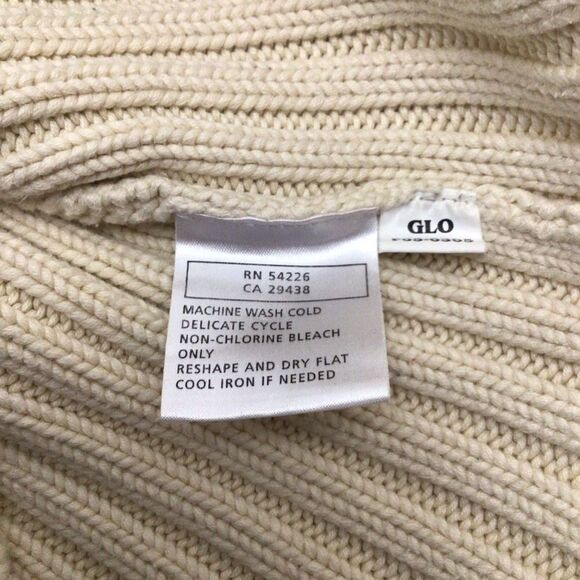 RN 54226
CA 29438
MACHINE WASH COLD
DELICATE CYCLE
NON-CHLORINE BLEACH
ONLY
RESHAPE AND DRY FLAT
COOL IRON IF NEEDED
GLO